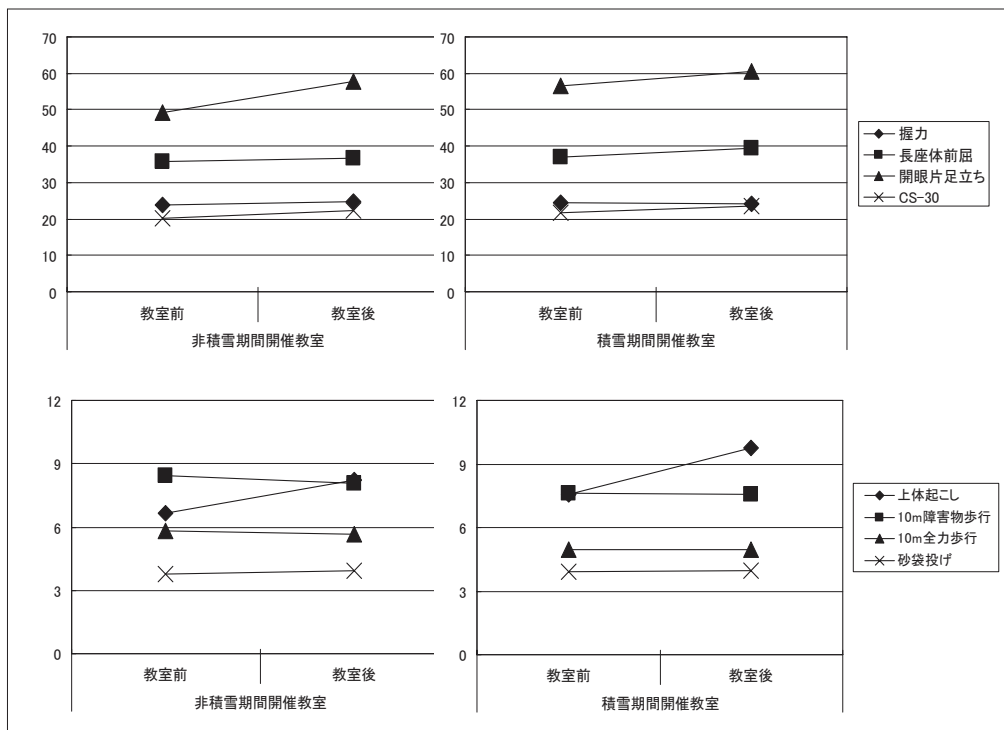 70
60
50
40
30
20
10
0
教室前
教室後
非積雪期間開催教室
70
60
50
40
30
20
10
0
教室前
教室後
積雪期間開催教室
握力
長座体前屈
開眼片足立ち
CS-30
12
9
6
3
0
教室前
教室後
非積雪期間開催教室
12
9
6
3
0
教室前
教室後
積雪期間開催教室
上体起こし
10m障害物歩行
10m全力歩行
砂袋投げ